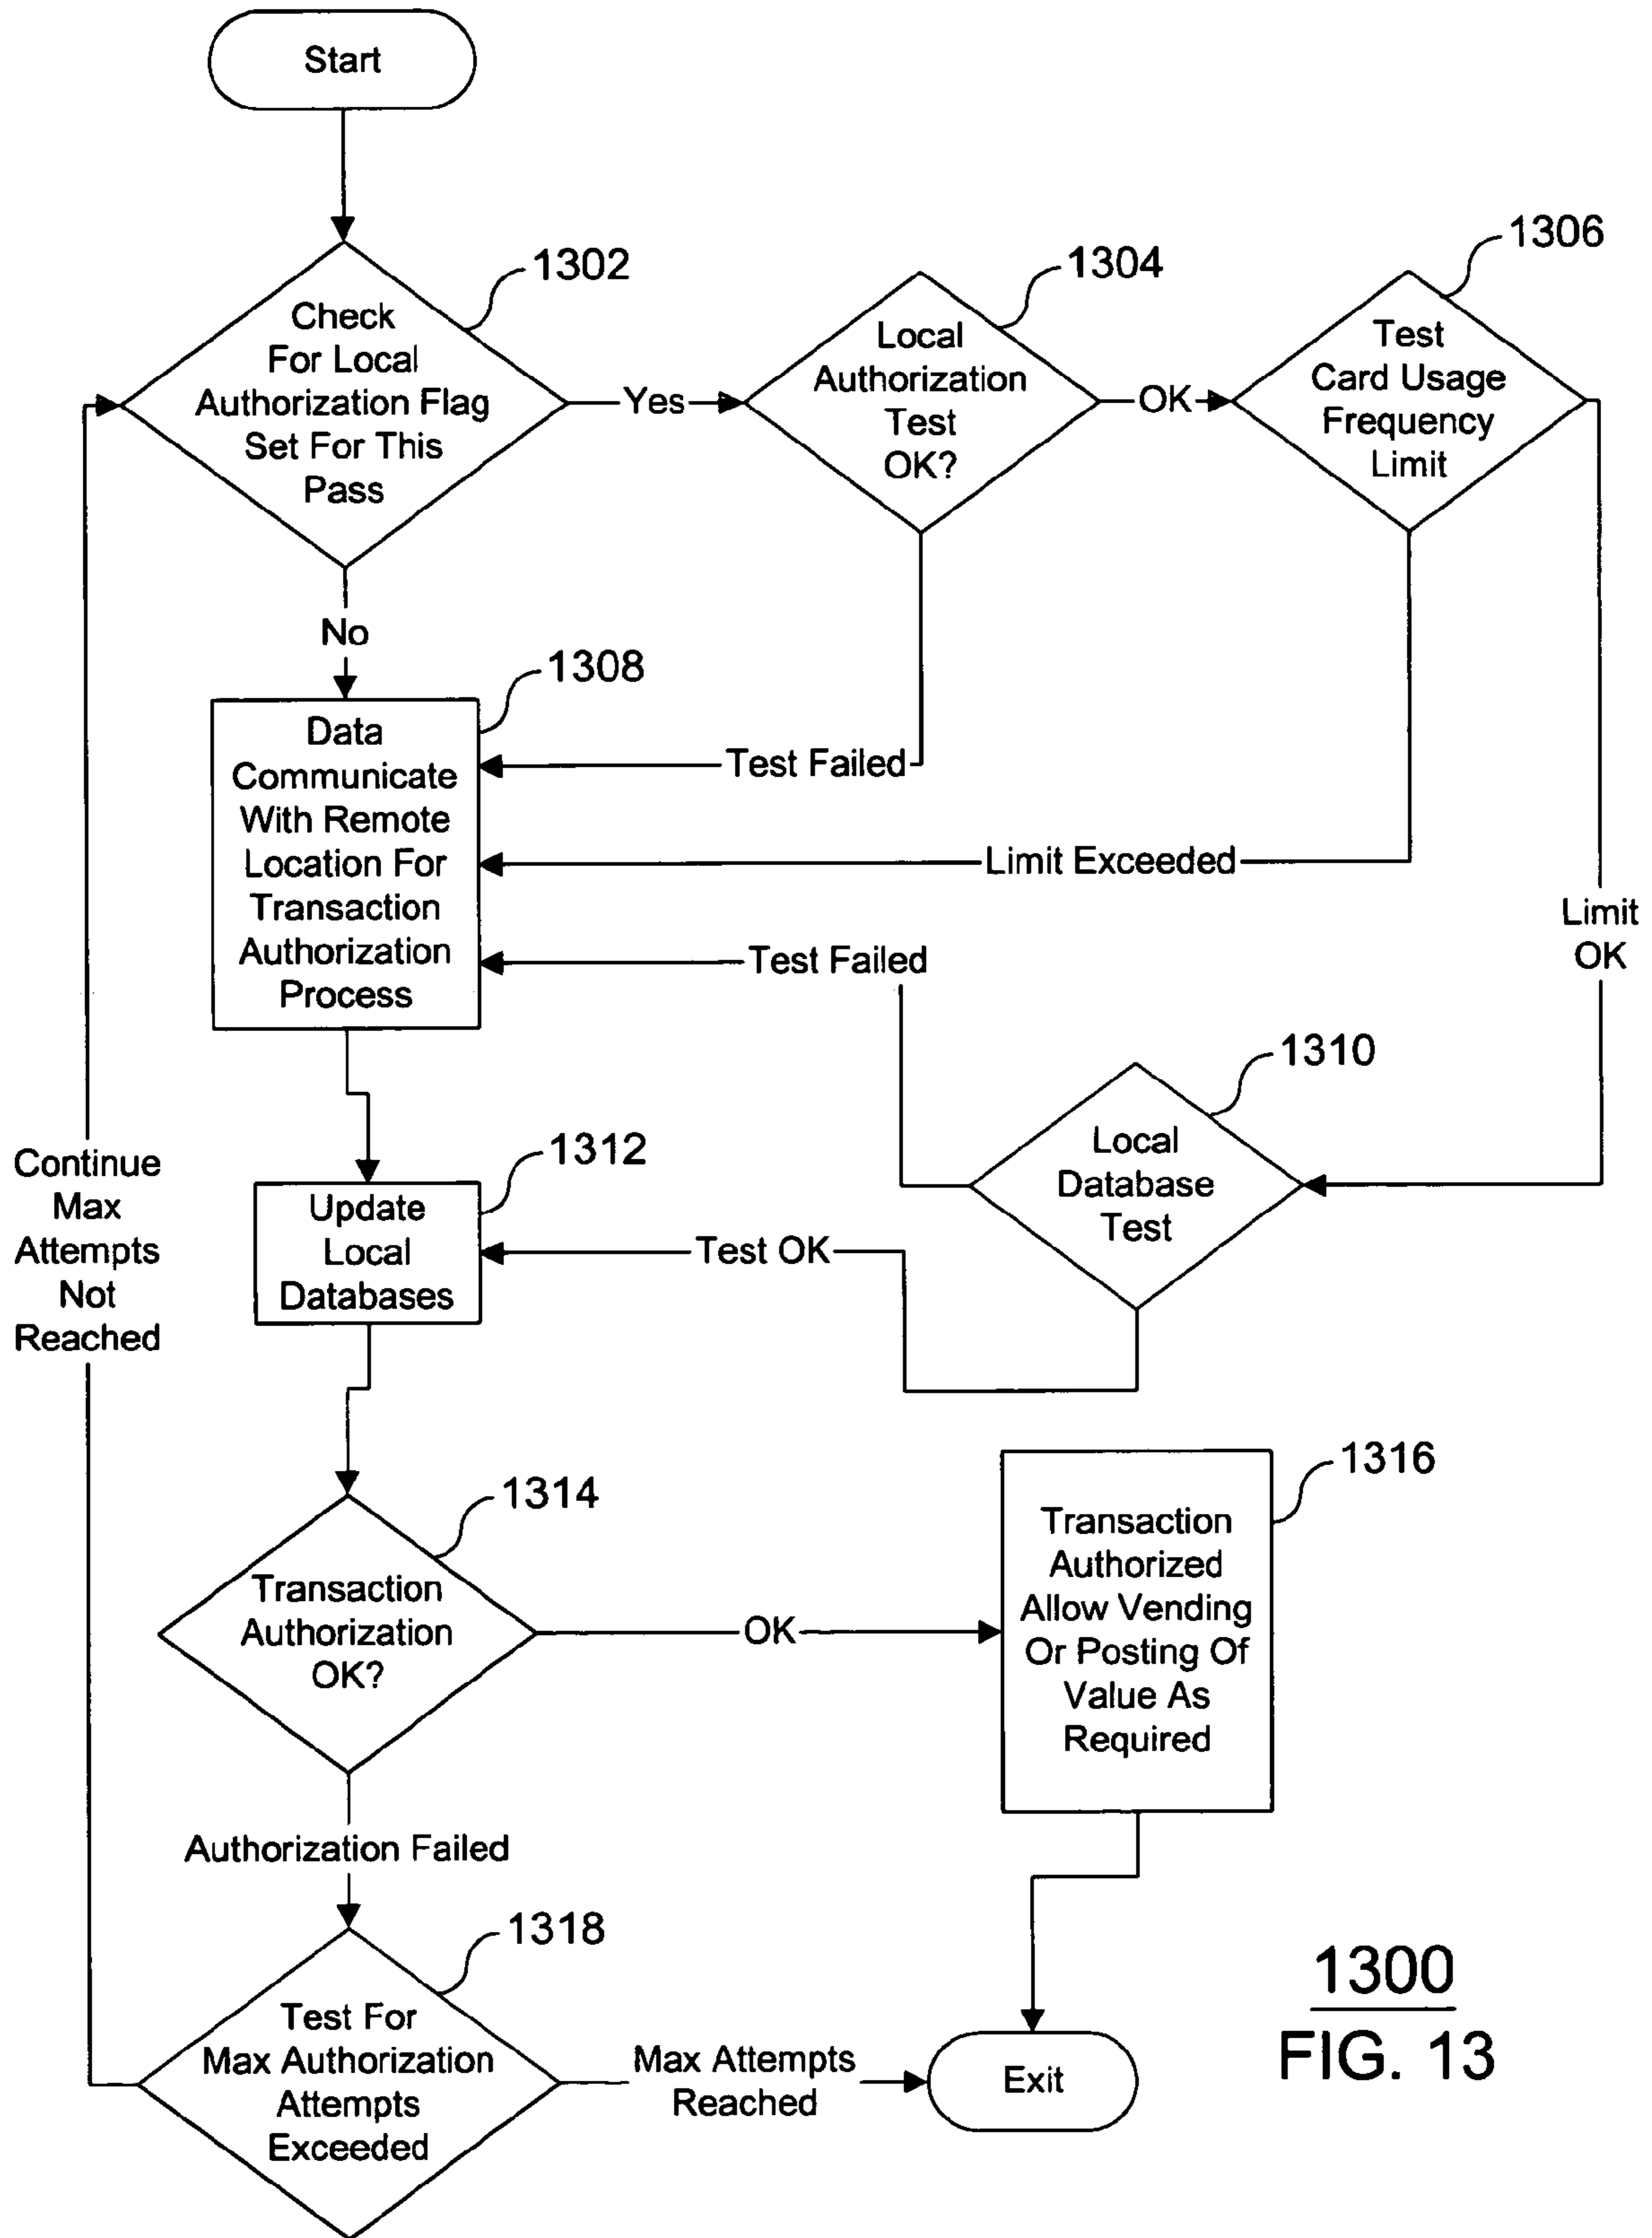 Start
1302
Check
For Local
Authorization Flag
Set For This
Pass
Yes
1304
Local
Authorization
Test
OK?
OK
1306
Test
Card Usage
Frequency
Limit
No
1308
Data
Communicate
With Remote
Location For
Transaction
Authorization
Process
Test Failed
Limit Exceeded
Test Failed
Limit
OK
1310
Local
Database
Test
Continue
Max
Attempts
Not
Reached
1312
Update
Local
Databases
Test OK
1314
Transaction
Authorization
OK?
OK
1316
Transaction
Authorized
Allow Vending
Or Posting Of
Value As
Required
Authorization Failed
1318
Test For
Max Authorization
Attempts
Exceeded
Max Attempts
Reached
Exit
1300
FIG. 13